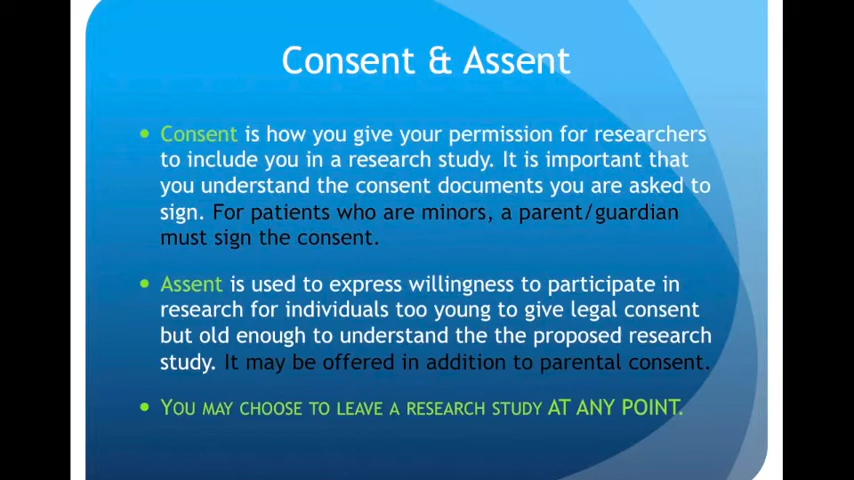 Consent & Assent
• Consent is how you give your permission for researchers
to include you in a research study. It is important that
you understand the consent documents you are asked to
sign. For patients who are minors, a parent/guardian
must sign the consent.
• Assent is used to express willingness to participate in
research for individuals too young to give legal consent
but old enough to understand the the proposed research
study. It may be offered in addition to parental consent.
• YOU MAY CHOOSE TO LEAVE A RESEARCH STUDY AT ANY POINT.